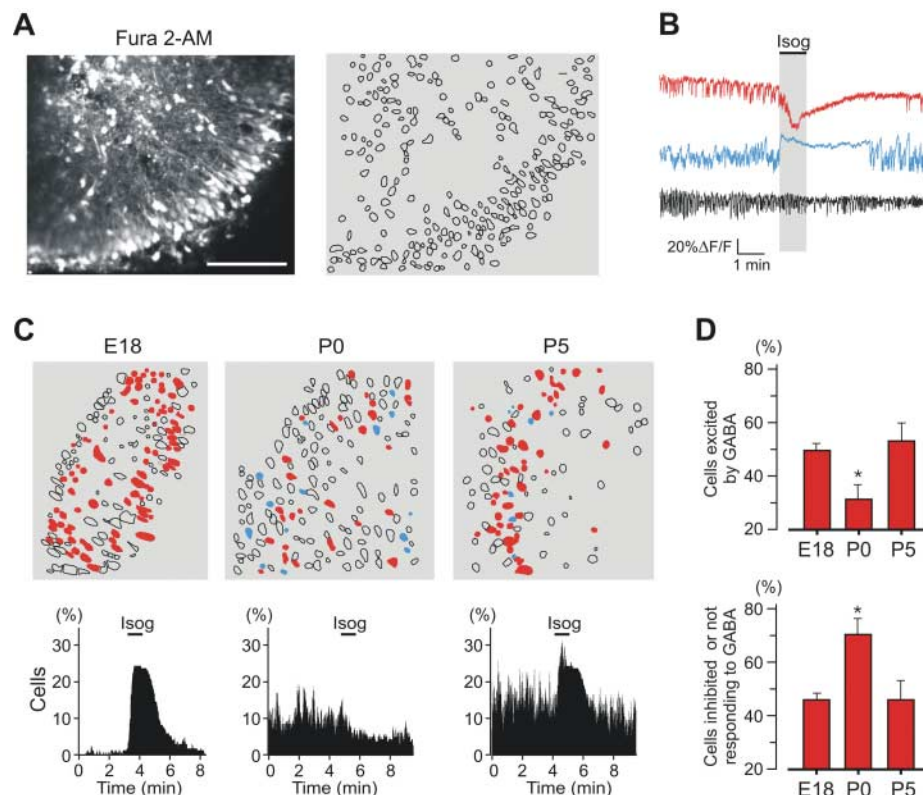 A
Fura 2-AM
B
Isog
20%ΔF/F
1 min
C
E18
P0
P5
(%)
30
20
10
0
Cells
Isog
0 2 4 6 8
Time (min)
(%)
30
20
10
0
Isog
0 2 4 6 8
Time (min)
(%)
30
20
10
0
Isog
0 2 4 6 8
Time (min)
D
(%)
80
60
40
20
Cells excited
by GABA
*
E18 P0 P5
(%)
80
60
40
20
Cells inhibited or not
responding to GABA
*
E18 P0 P5